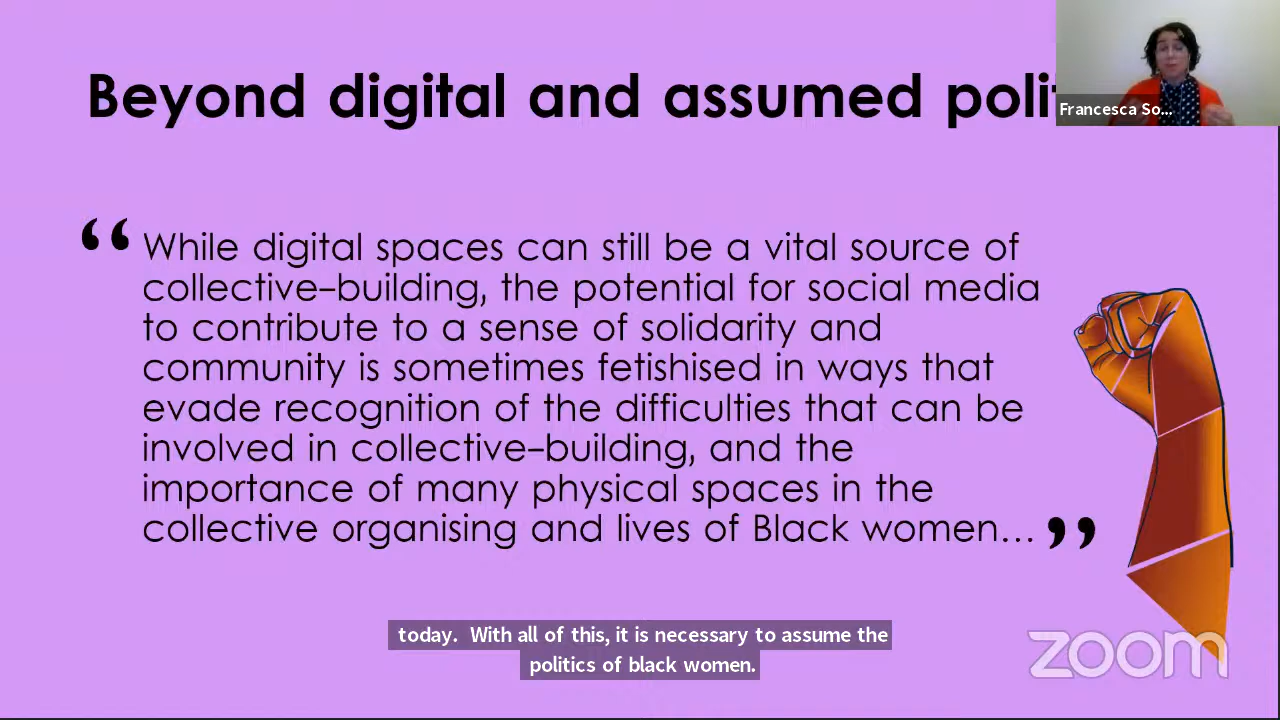 Beyond digital and assumed polit
Francesca So...
“While digital spaces can still be a vital source of
collective–building, the potential for social media
to contribute to a sense of solidarity and
community is sometimes fetishised in ways that
evade recognition of the difficulties that can be
involved in collective–building, and the
importance of many physical spaces in the
collective organising and lives of Black women…”
today. With all of this, it is necessary to assume the
politics of black women.
zoom